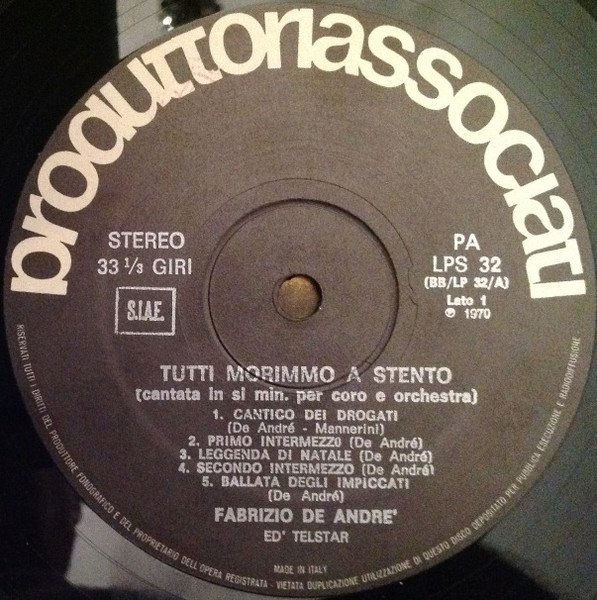 produttoriassociati
STEREO
33 1/3 GIRI
S.I.A.E.
PA
LPS 32
(BB/LP 32/A)
Lato 1
℗ 1970
TUTTI MORIMMO A STENTO
(cantata in si min. per coro e orchestra)
1. CANTICO DEI DROGATI
(De André - Mannerini)
2. PRIMO INTERMEZZO (De André)
3. LEGGENDA DI NATALE (De André)
4. SECONDO INTERMEZZO (De André)
5. BALLATA DEGLI IMPICCATI
(De André)
FABRIZIO DE ANDRE'
ED' TELSTAR
MADE IN ITALY
RISERVATI TUTTI I DIRITTI DEL PRODUTTORE FONOGRAFICO E DEL PROPRIETARIO DELL OPERA REGISTRATA - VIETATA DUPLICAZIONE UTILIZZAZIONE DI QUESTO DISCO DEPOSITATO PER PUBBLICA ESECUZIONE E RADIODIFFUSIONE